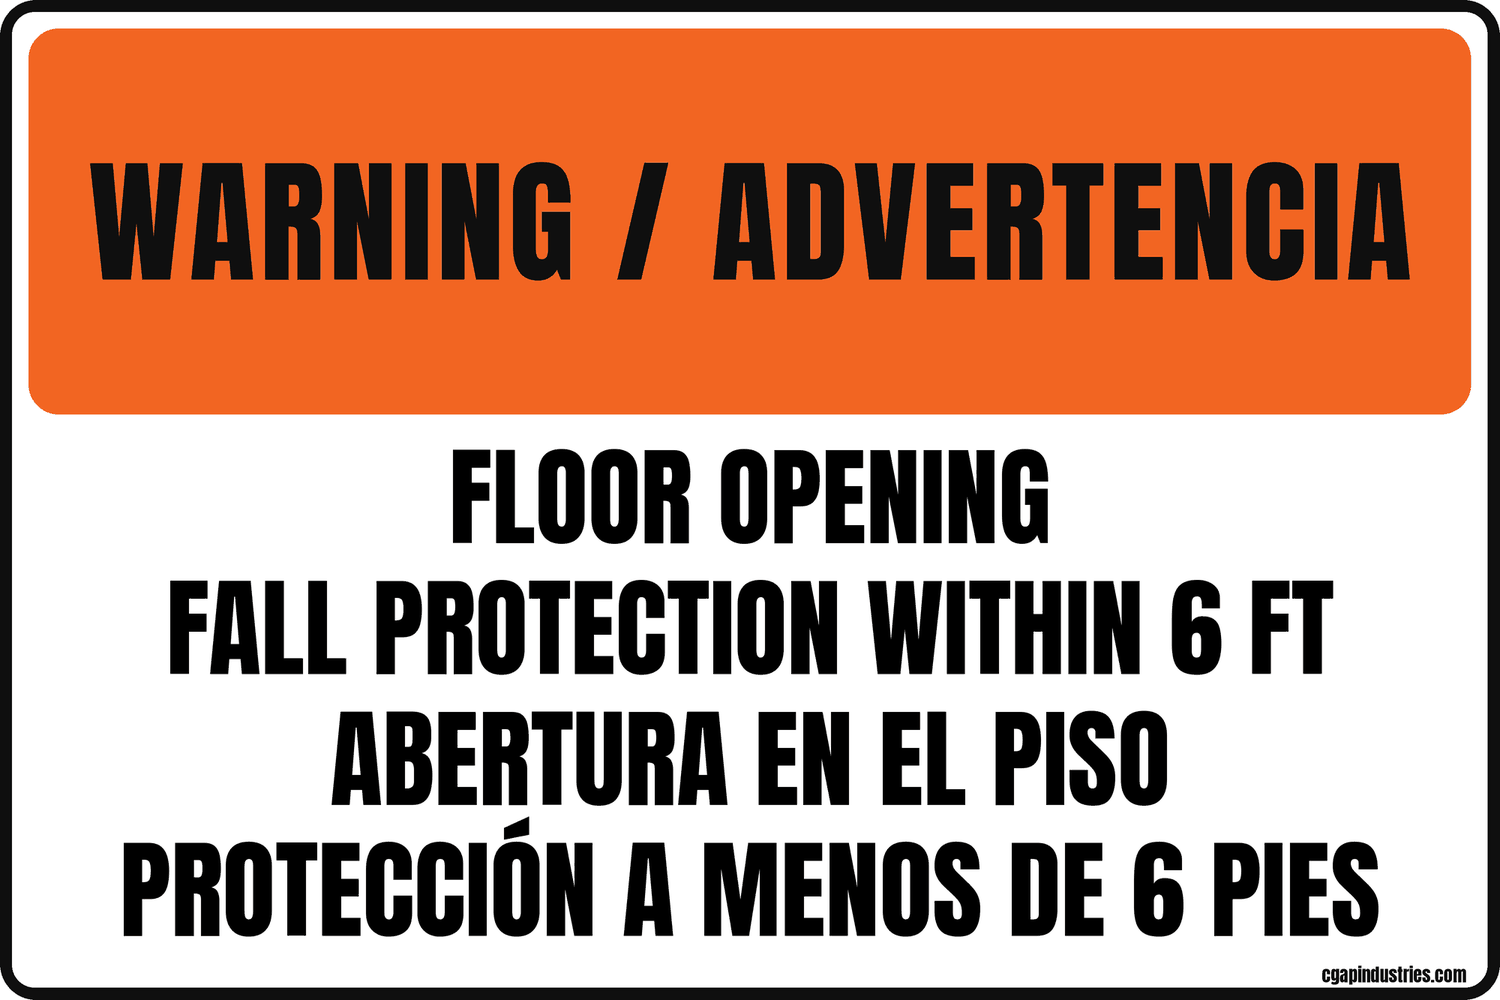 WARNING / ADVERTENCIA
FLOOR OPENING
FALL PROTECTION WITHIN 6 FT
ABERTURA EN EL PISO
PROTECCIÓN A MENOS DE 6 PIES
cgapindustries.com